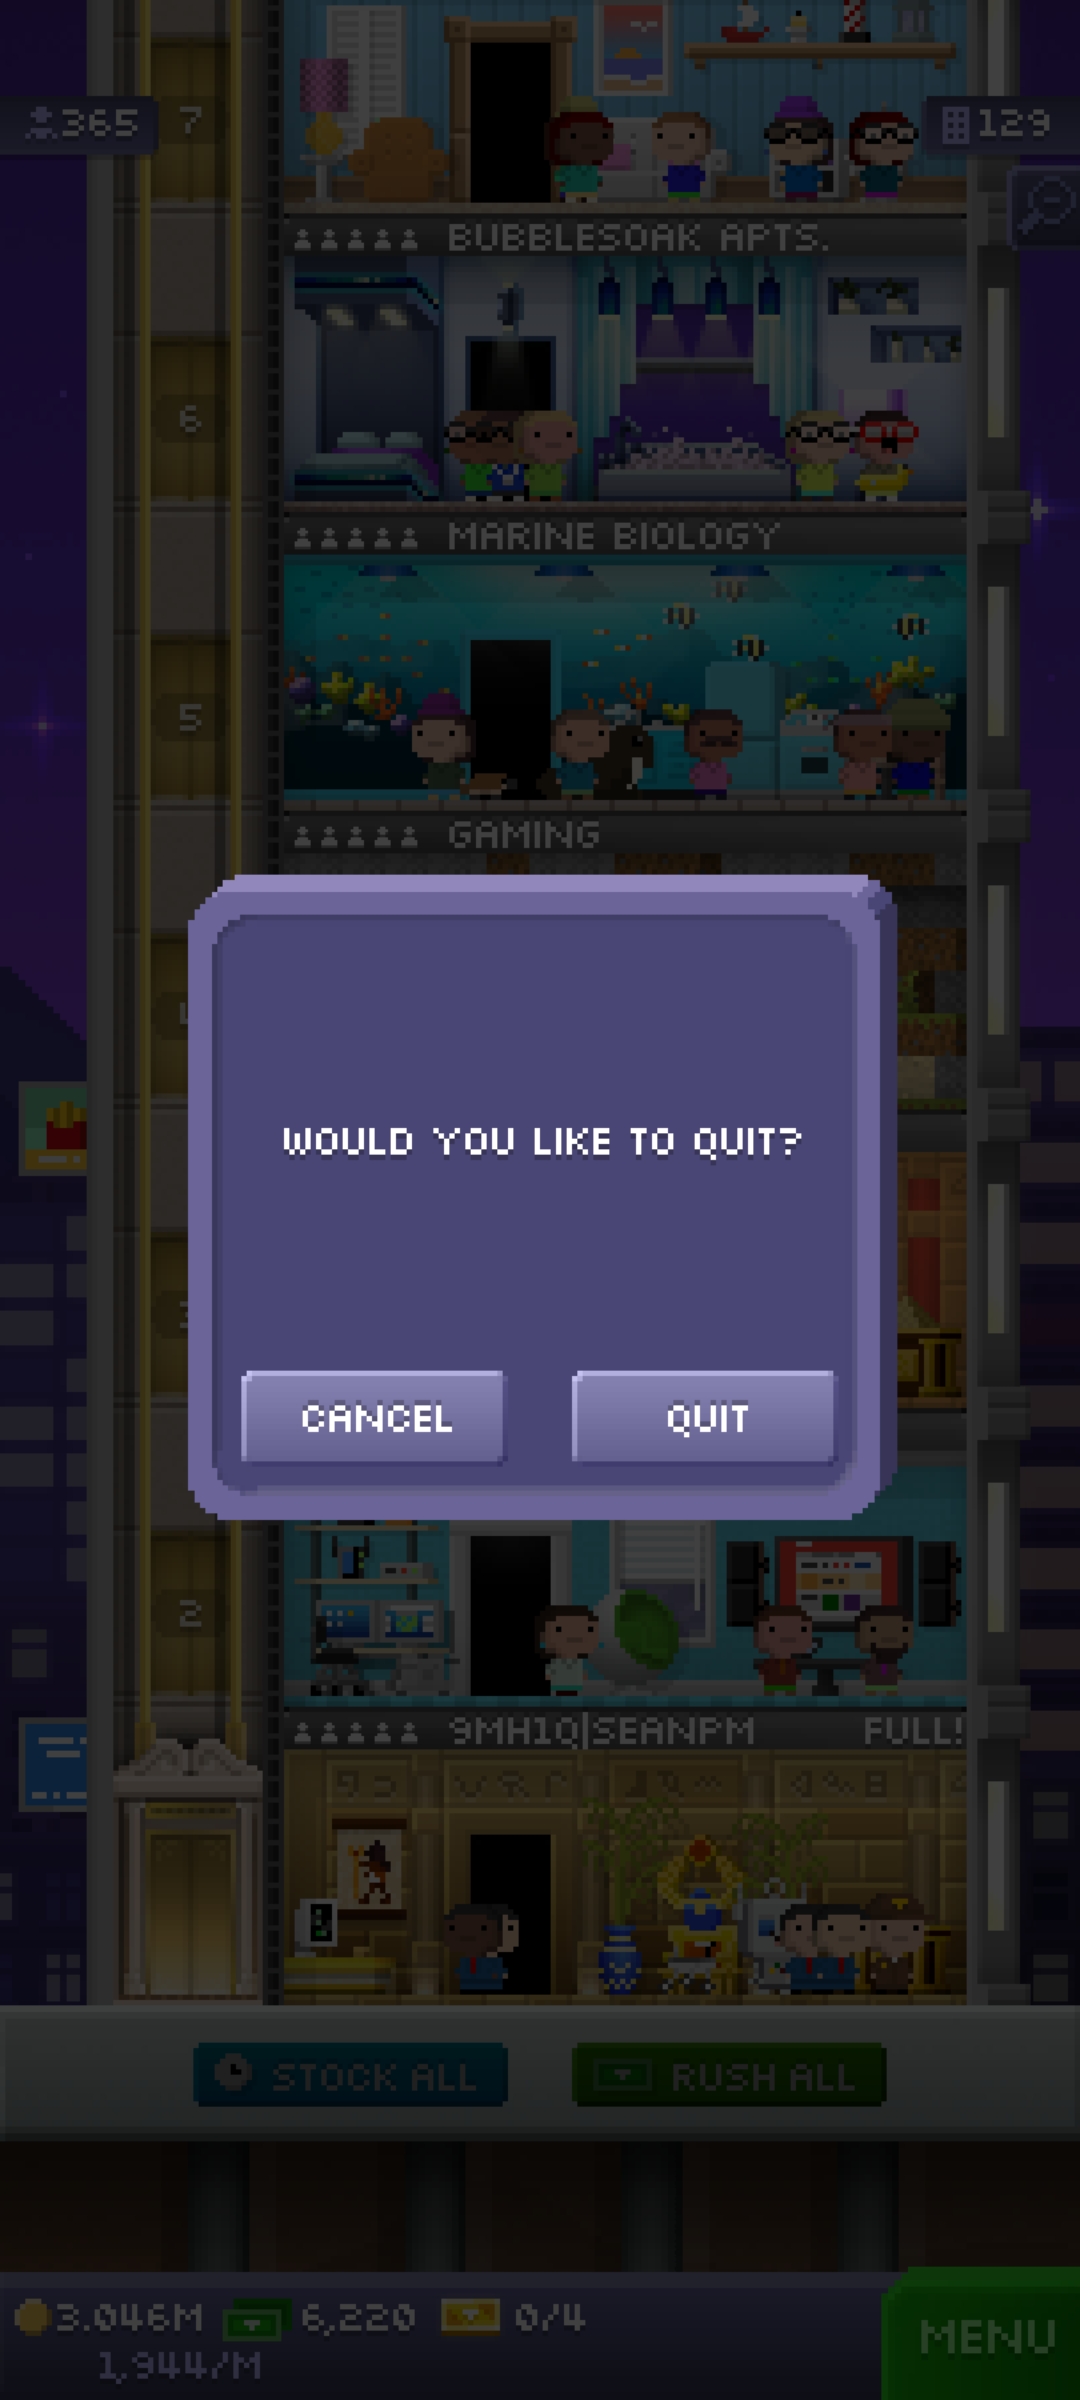 365
7
129
BUBBLESOAK APTS.
6
MARINE BIOLOGY
5
GAMING
WOULD YOU LIKE TO QUIT?
CANCEL
QUIT
2
9MH1Q|SEANPM FULL!
STOCK ALL
RUSH ALL
3.046M 6,220 0/4
1,944/M
MENU